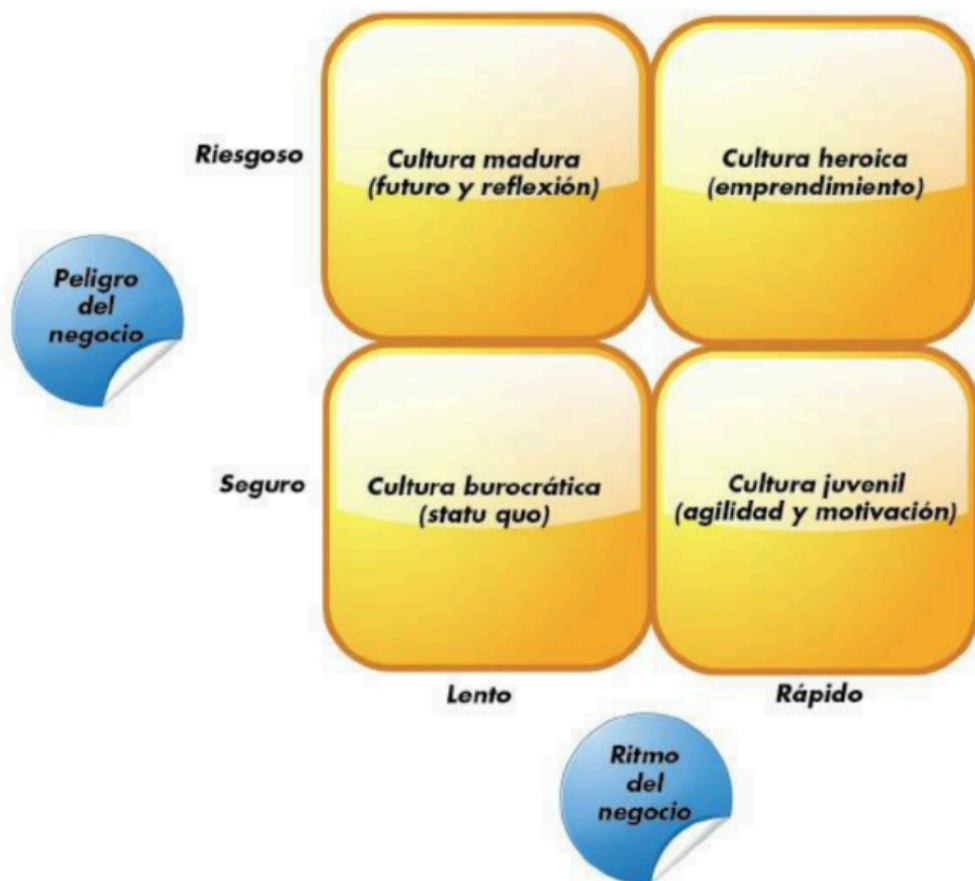 Riesgoso
Cultura madura
(futuro y reflexión)
Cultura heroica
(emprendimiento)
Peligro
del
negocio
Seguro
Cultura burocrática
(statu quo)
Cultura juvenil
(agilidad y motivación)
Lento
Rápido
Ritmo
del
negocio